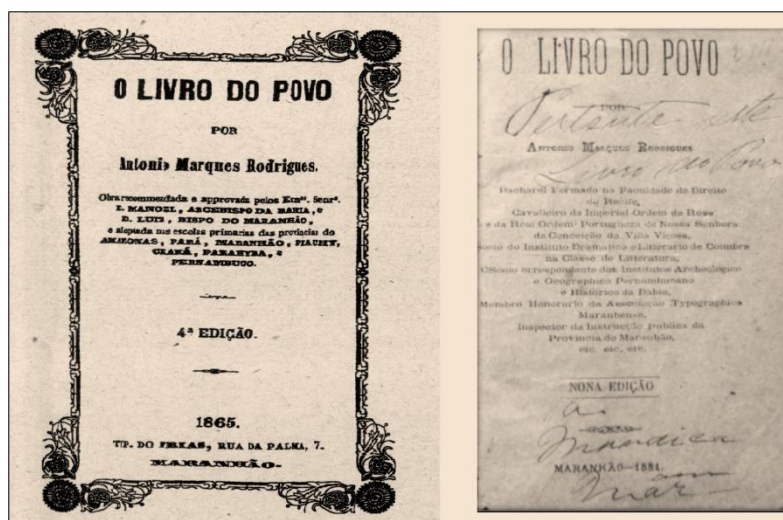 O LIVRO DO POVO
POR
Antonio Marques Rodrigues.
Obra recommendada e approvada pelos Exmos. Senrs.
D. MANOEL, ARCEBISPO DA BAHIA, e
D. LUIZ, BISPO DO MARANHÃO,
e adaptada nas escolas primarias das provincias do
AMAZONAS, PARÁ, MARANHÃO, PIAUHY,
CEARÁ, PARAHYBA, e
PERNAMBUCO.
4ª EDIÇÃO.
1865.
TYP. DO FRIAS, RUA DA PALMA, 7.
MARANHÃO-
O LIVRO DO POVO
POR
Pertence
ANTONIO MARQUES RODRIGUES
Livro do Povo
Bacharel Formado na Faculdade de Direito
do Recife,
Cavalleiro da Imperial Ordem da Rosa
e da Real Ordem Portugueza de Nossa Senhora
da Conceição da Villa Viçosa,
Socio do Instituto Dramatico e Litterario de Coimbra
na Classe de Litteratura,
Socio correspondente dos Institutos Archeologico
e Geographico Pernambucano
e Historico da Bahia,
Membro Honorario da Associação Typographica
Maranhense,
Inspector da Instrucção publica da
Provincia do Maranhão,
etc. etc, etc.
NONA EDIÇÃO
a
MARANHÃO—1881.